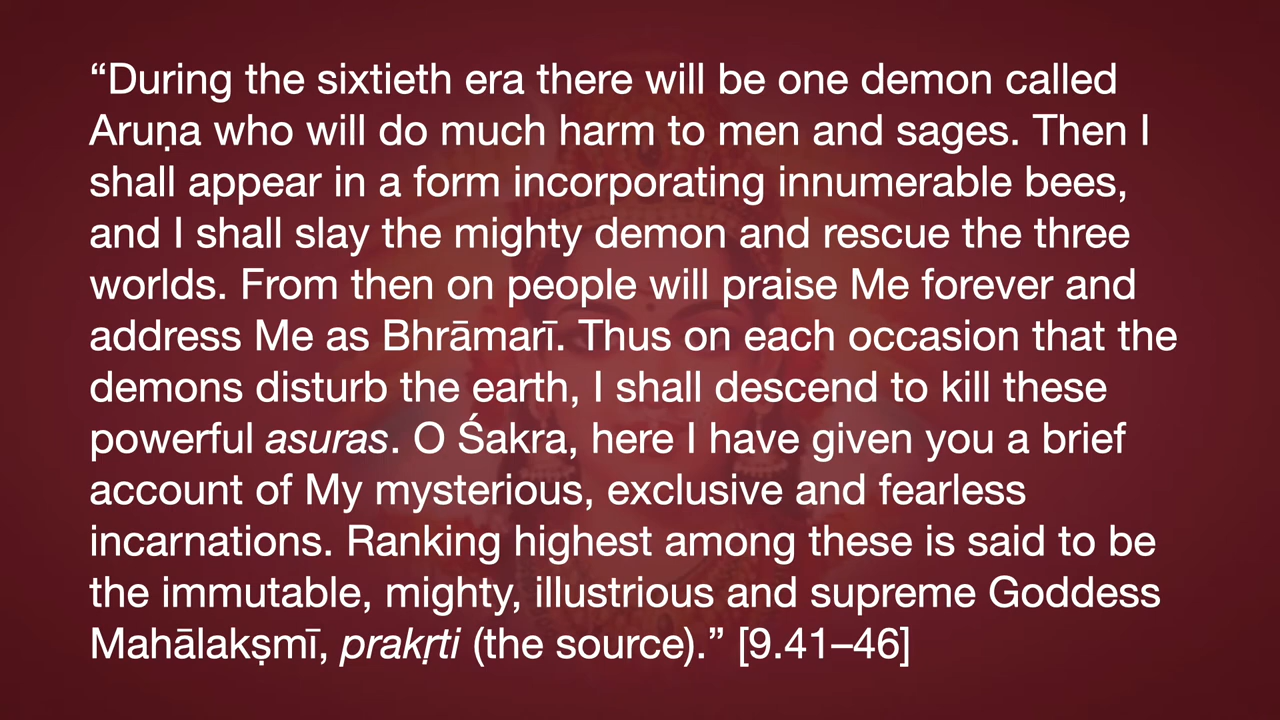 “During the sixtieth era there will be one demon called
Aruṇa who will do much harm to men and sages. Then I
shall appear in a form incorporating innumerable bees,
and I shall slay the mighty demon and rescue the three
worlds. From then on people will praise Me forever and
address Me as Bhrāmarī. Thus on each occasion that the
demons disturb the earth, I shall descend to kill these
powerful asuras. O Śakra, here I have given you a brief
account of My mysterious, exclusive and fearless
incarnations. Ranking highest among these is said to be
the immutable, mighty, illustrious and supreme Goddess
Mahālakṣmī, prakṛti (the source).” [9.41–46]